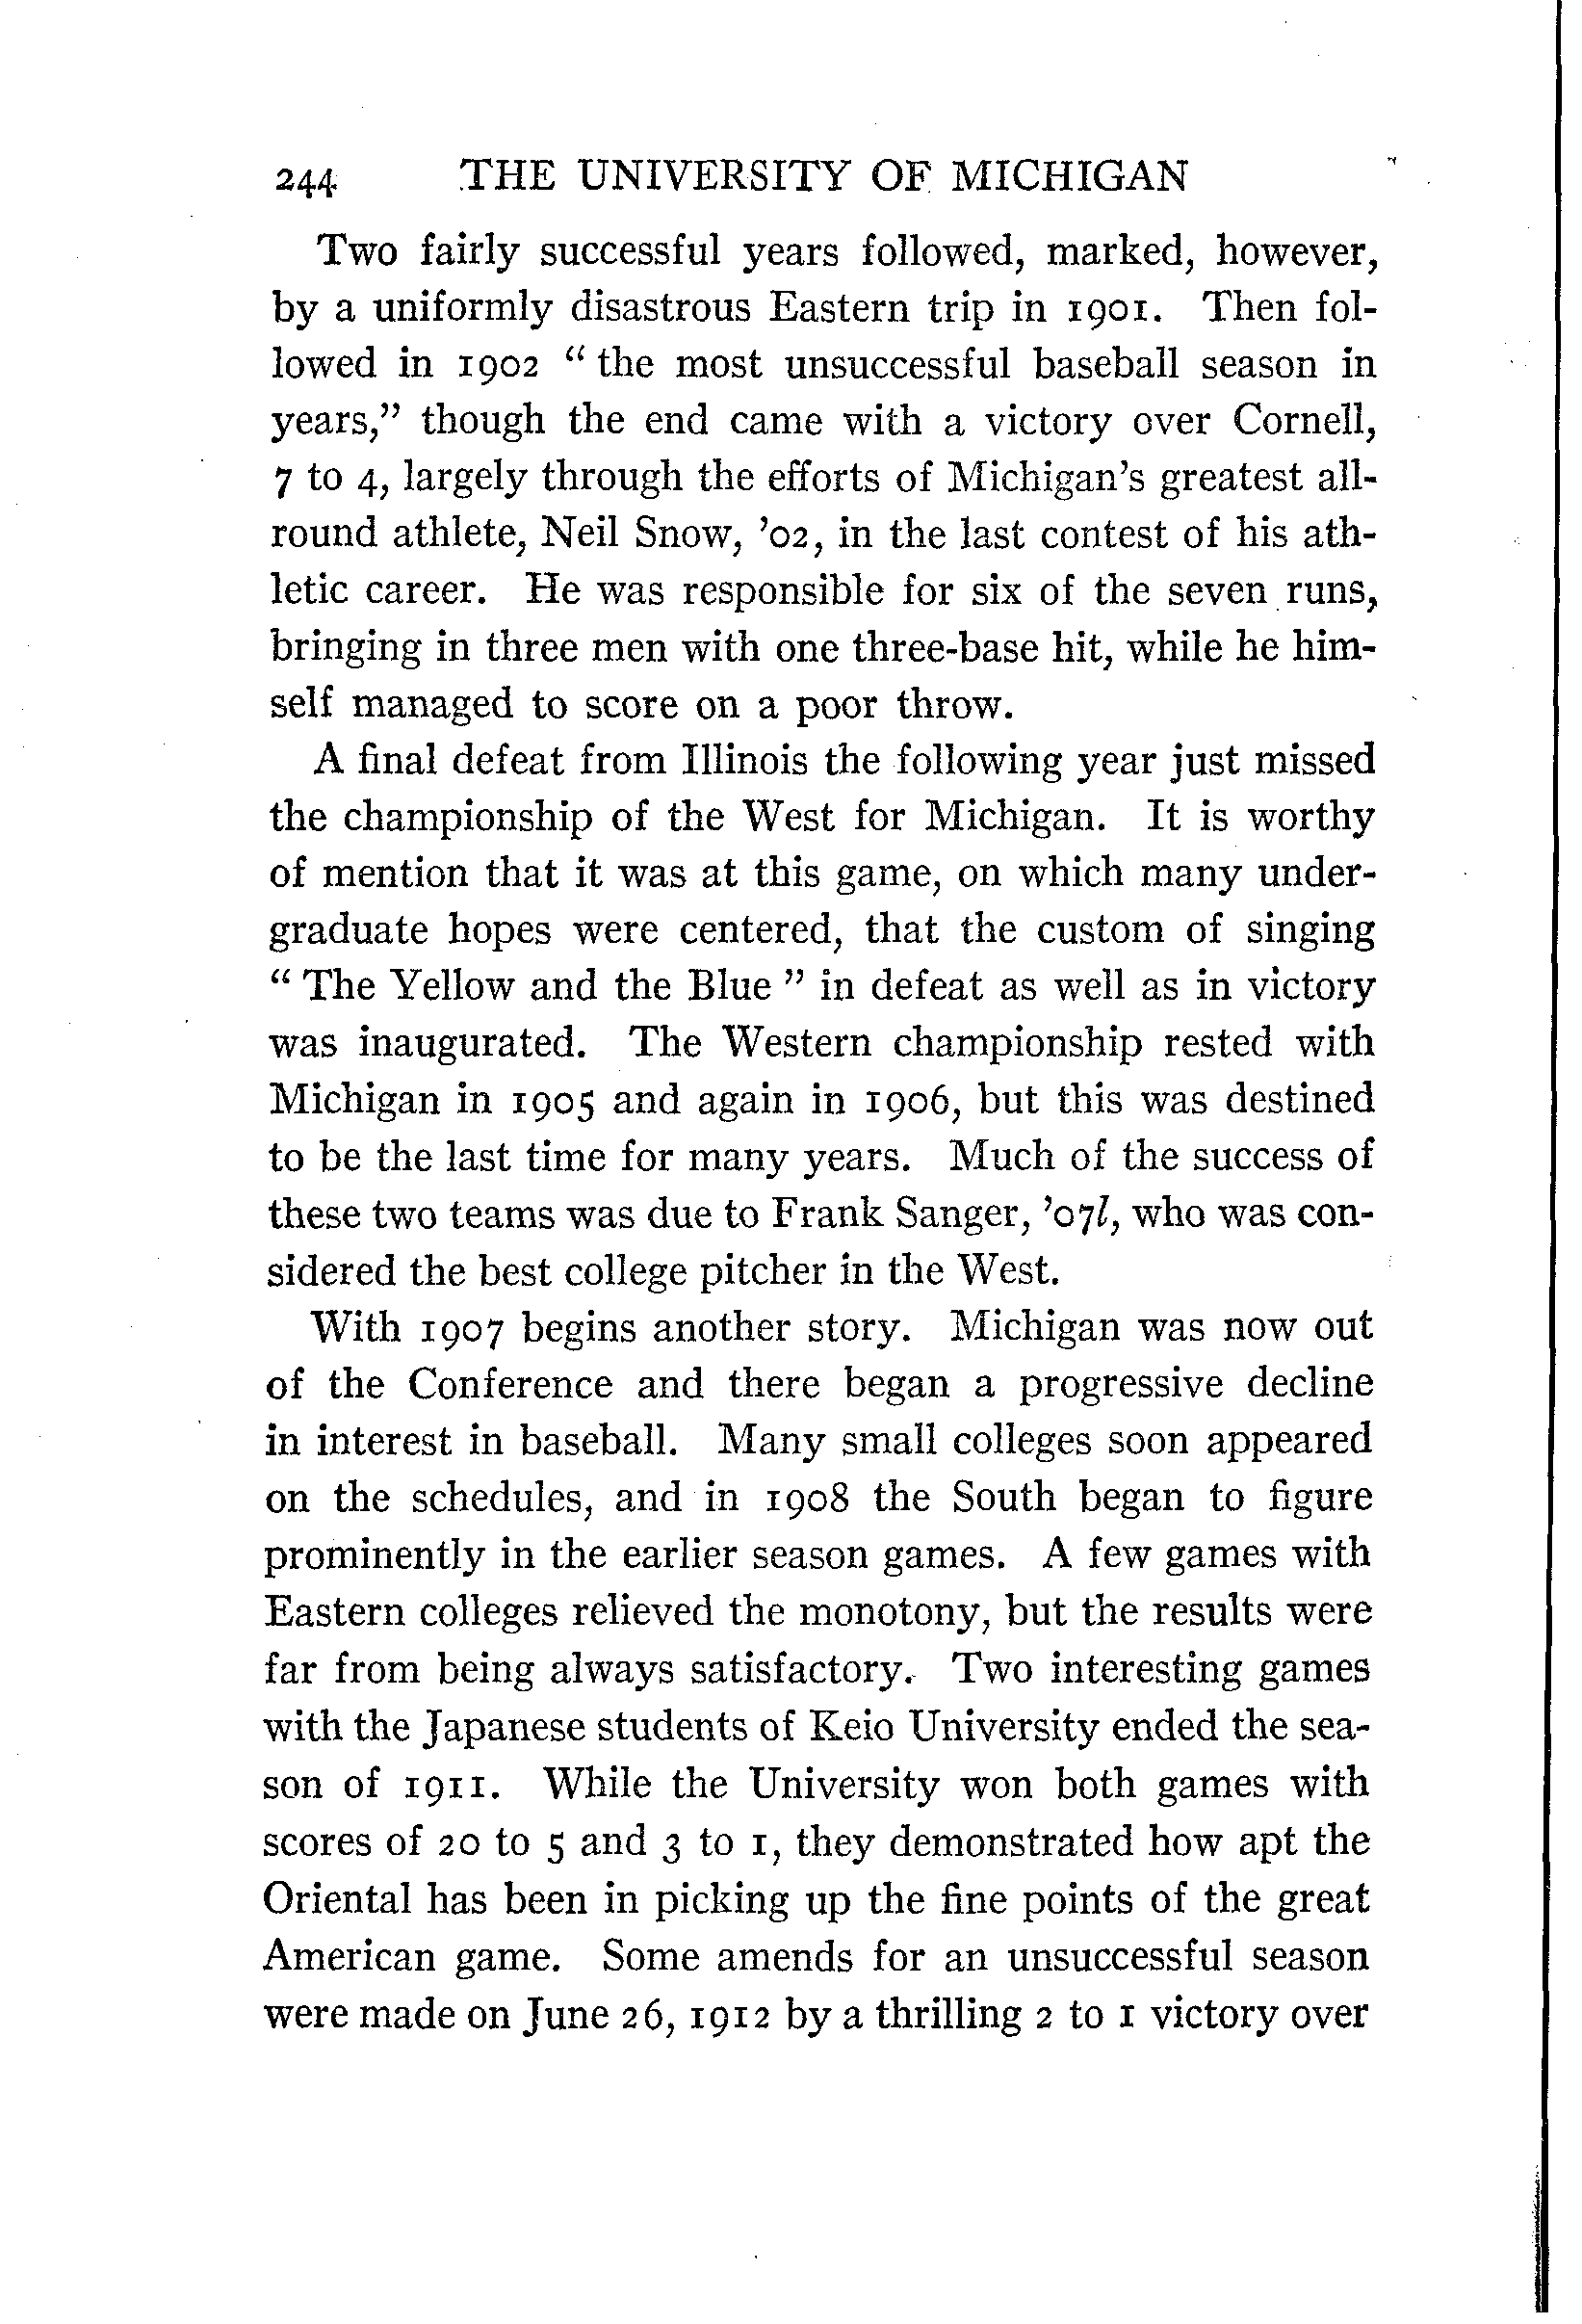 244 THE UNIVERSITY OF MICHIGAN
Two fairly successful years followed, marked, however,
by a uniformly disastrous Eastern trip in 1901. Then fol-
lowed in 1902 " the most unsuccessful baseball season in
years," though the end came with a victory over Cornell,
7 to 4, largely through the efforts of Michigan's greatest all-
round athlete, Neil Snow, '02, in the last contest of his ath-
letic career. He was responsible for six of the seven runs,
bringing in three men with one three-base hit, while he him-
self managed to score on a poor throw.
A final defeat from Illinois the following year just missed
the championship of the West for Michigan. It is worthy
of mention that it was at this game, on which many under-
graduate hopes were centered, that the custom of singing
" The Yellow and the Blue " in defeat as well as in victory
was inaugurated. The Western championship rested with
Michigan in 1905 and again in 1906, but this was destined
to be the last time for many years. Much of the success of
these two teams was due to Frank Sanger, '07l, who was con-
sidered the best college pitcher in the West.
With 1907 begins another story. Michigan was now out
of the Conference and there began a progressive decline
in interest in baseball. Many small colleges soon appeared
on the schedules, and in 1908 the South began to figure
prominently in the earlier season games. A few games with
Eastern colleges relieved the monotony, but the results were
far from being always satisfactory. Two interesting games
with the Japanese students of Keio University ended the sea-
son of 1911. While the University won both games with
scores of 20 to 5 and 3 to 1, they demonstrated how apt the
Oriental has been in picking up the fine points of the great
American game. Some amends for an unsuccessful season
were made on June 26, 1912 by a thrilling 2 to 1 victory over